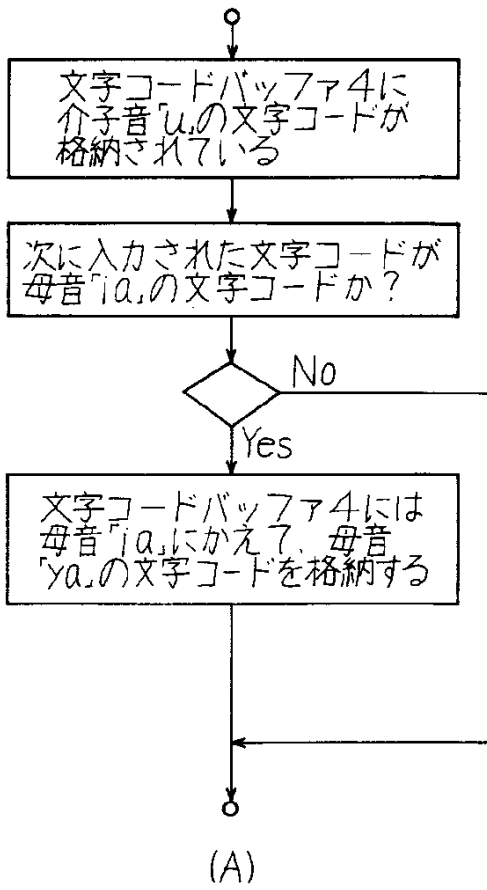 文字コードバッファ4に
介子音「u」の文字コードが
格納されている
次に入力された文字コードが
母音「ia」の文字コードか?
No
Yes
文字コードバッファ4には
母音「ia」にかえて、母音
「ya」の文字コードを格納する
(A)